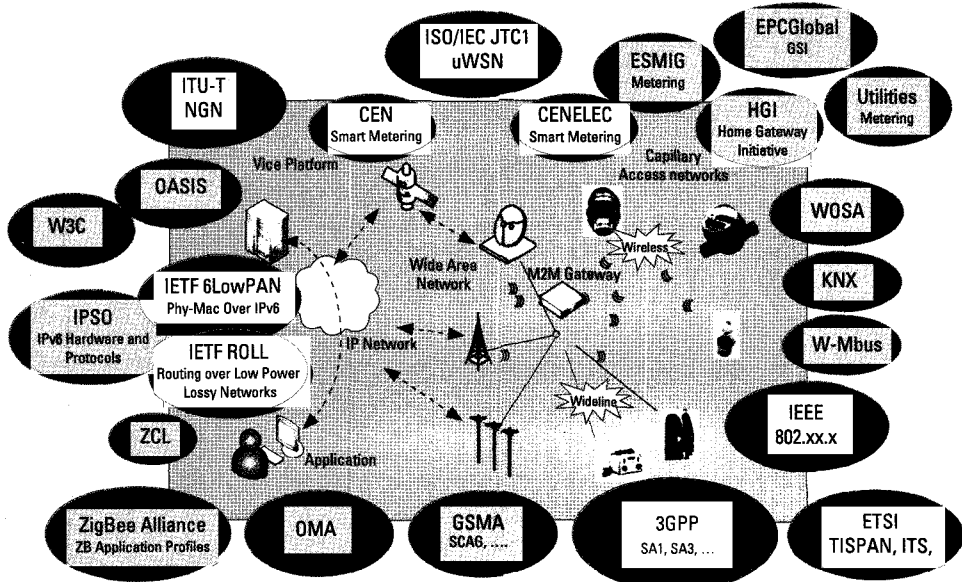 ISO/IEC JTC1
uWSN
EPCGlobal
GSI
ESMIG
Metering
ITU-T
NGN
CEN
Smart Metering
CENELEC
Smart Metering
HGI
Home Gateway
Initiative
Utilities
Metering
Vice Platform
Capillary
Access networks
OASIS
W3C
WOSA
Wireless
Wide Area
Network
M2M Gateway
IETF 6LowPAN
Phy-Mac Over IPv6
KNX
IPSO
IPv6 Hardware and
Protocols
IP Network
W-Mbus
IETF ROLL
Routing over Low Power
Lossy Networks
Wideline
IEEE
802.xx.x
ZCL
Application
ZigBee Alliance
ZB Application Profiles
OMA
GSMA
SCAG, ....
3GPP
SA1, SA3, ...
ETSI
TISPAN, ITS,